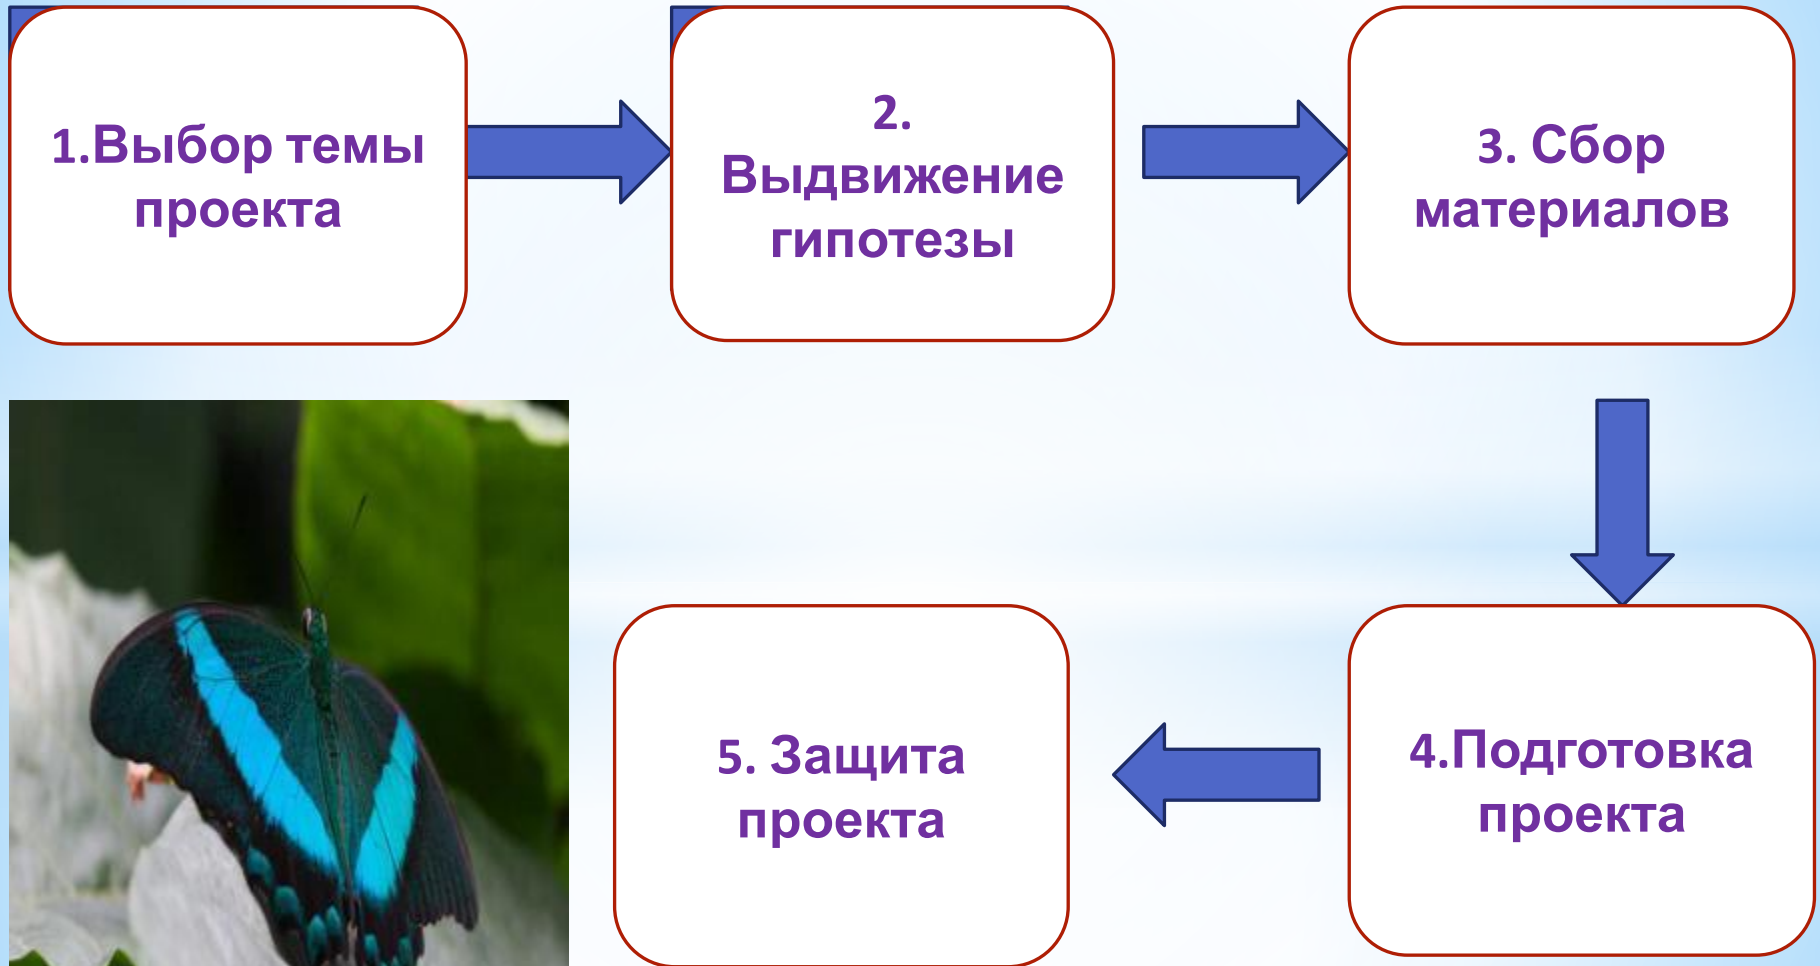 1.Выбор темы
проекта
2.
Выдвижение
гипотезы
3. Сбор
материалов
4.Подготовка
проекта
5. Защита
проекта